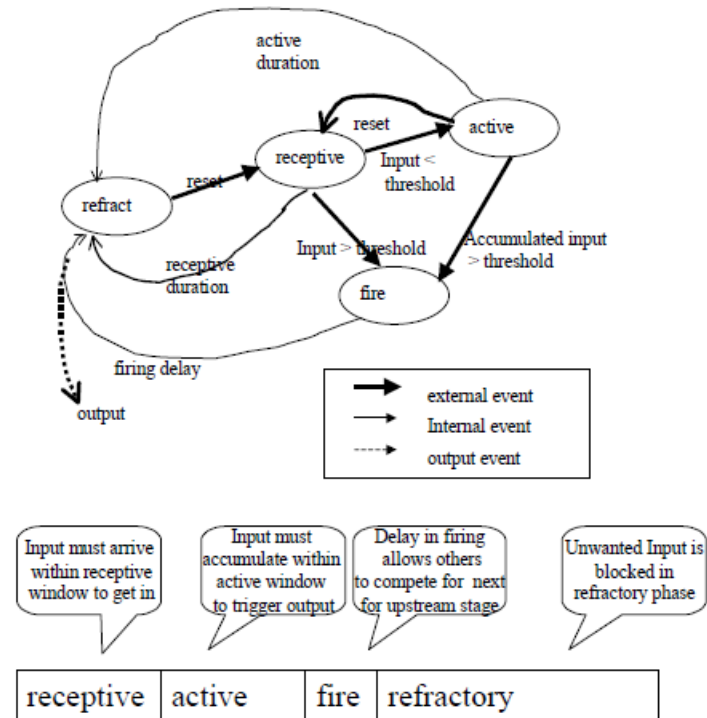 active
duration
reset
active
receptive
Input <
threshold
reset
refract
Input > threshold
Accumulated input
> threshold
receptive
duration
fire
firing delay
output
external event
Internal event
output event
Input must arrive
within receptive
window to get in
Input must
accumulate within
active window
to trigger output
Delay in firing
allows others
to compete for next
for upstream stage
Unwanted Input is
blocked in
refractory phase
receptive
active
fire
refractory